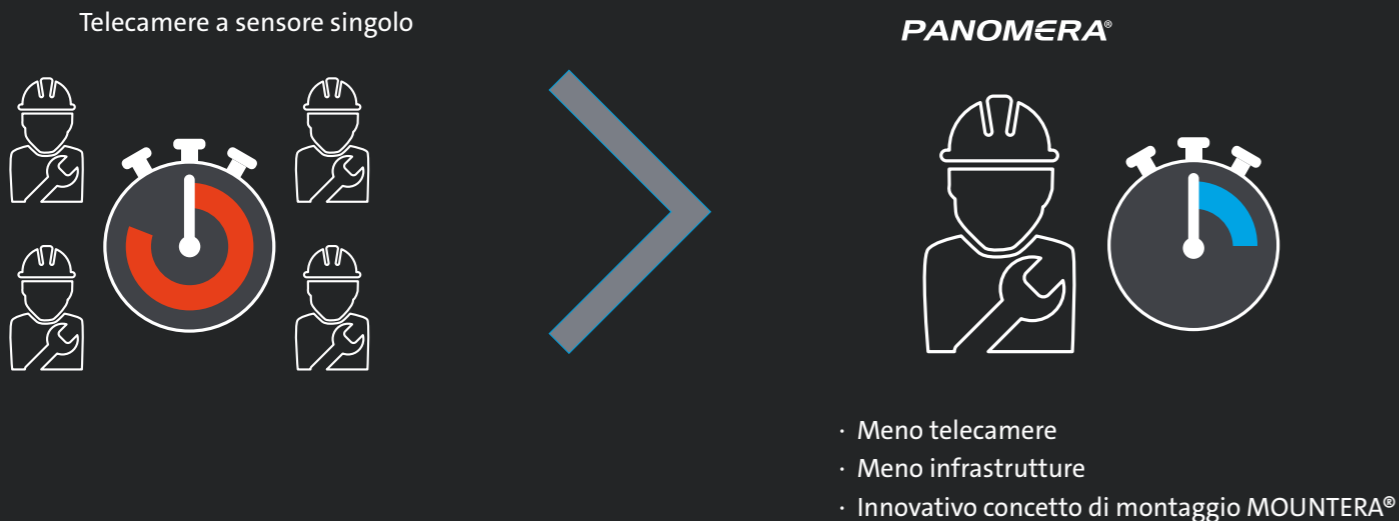 Telecamere a sensore singolo
PANOMERA®
· Meno telecamere
· Meno infrastrutture
· Innovativo concetto di montaggio MOUNTERA®